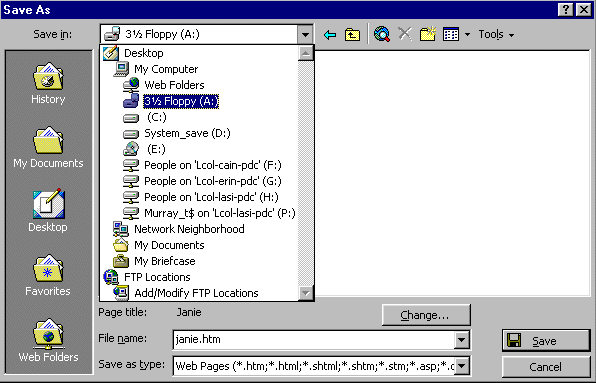 Save As
Save in:
3½ Floppy (A:)
Tools
Desktop
My Computer
Web Folders
3½ Floppy (A:)
(C:)
System_save (D:)
(E:)
People on 'Lcol-cain-pdc' (F:)
People on 'Lcol-erin-pdc' (G:)
People on 'Lcol-lasi-pdc' (H:)
Murray_t$ on 'Lcol-lasi-pdc' (P:)
Network Neighborhood
My Documents
My Briefcase
FTP Locations
Add/Modify FTP Locations
History
My Documents
Desktop
Favorites
Web Folders
Page title: Janie
Change...
File name: janie.htm
Save
Save as type: Web Pages (*.htm;*.html;*.shtml;*.shtm;*.stm;*.asp;*.c
Cancel